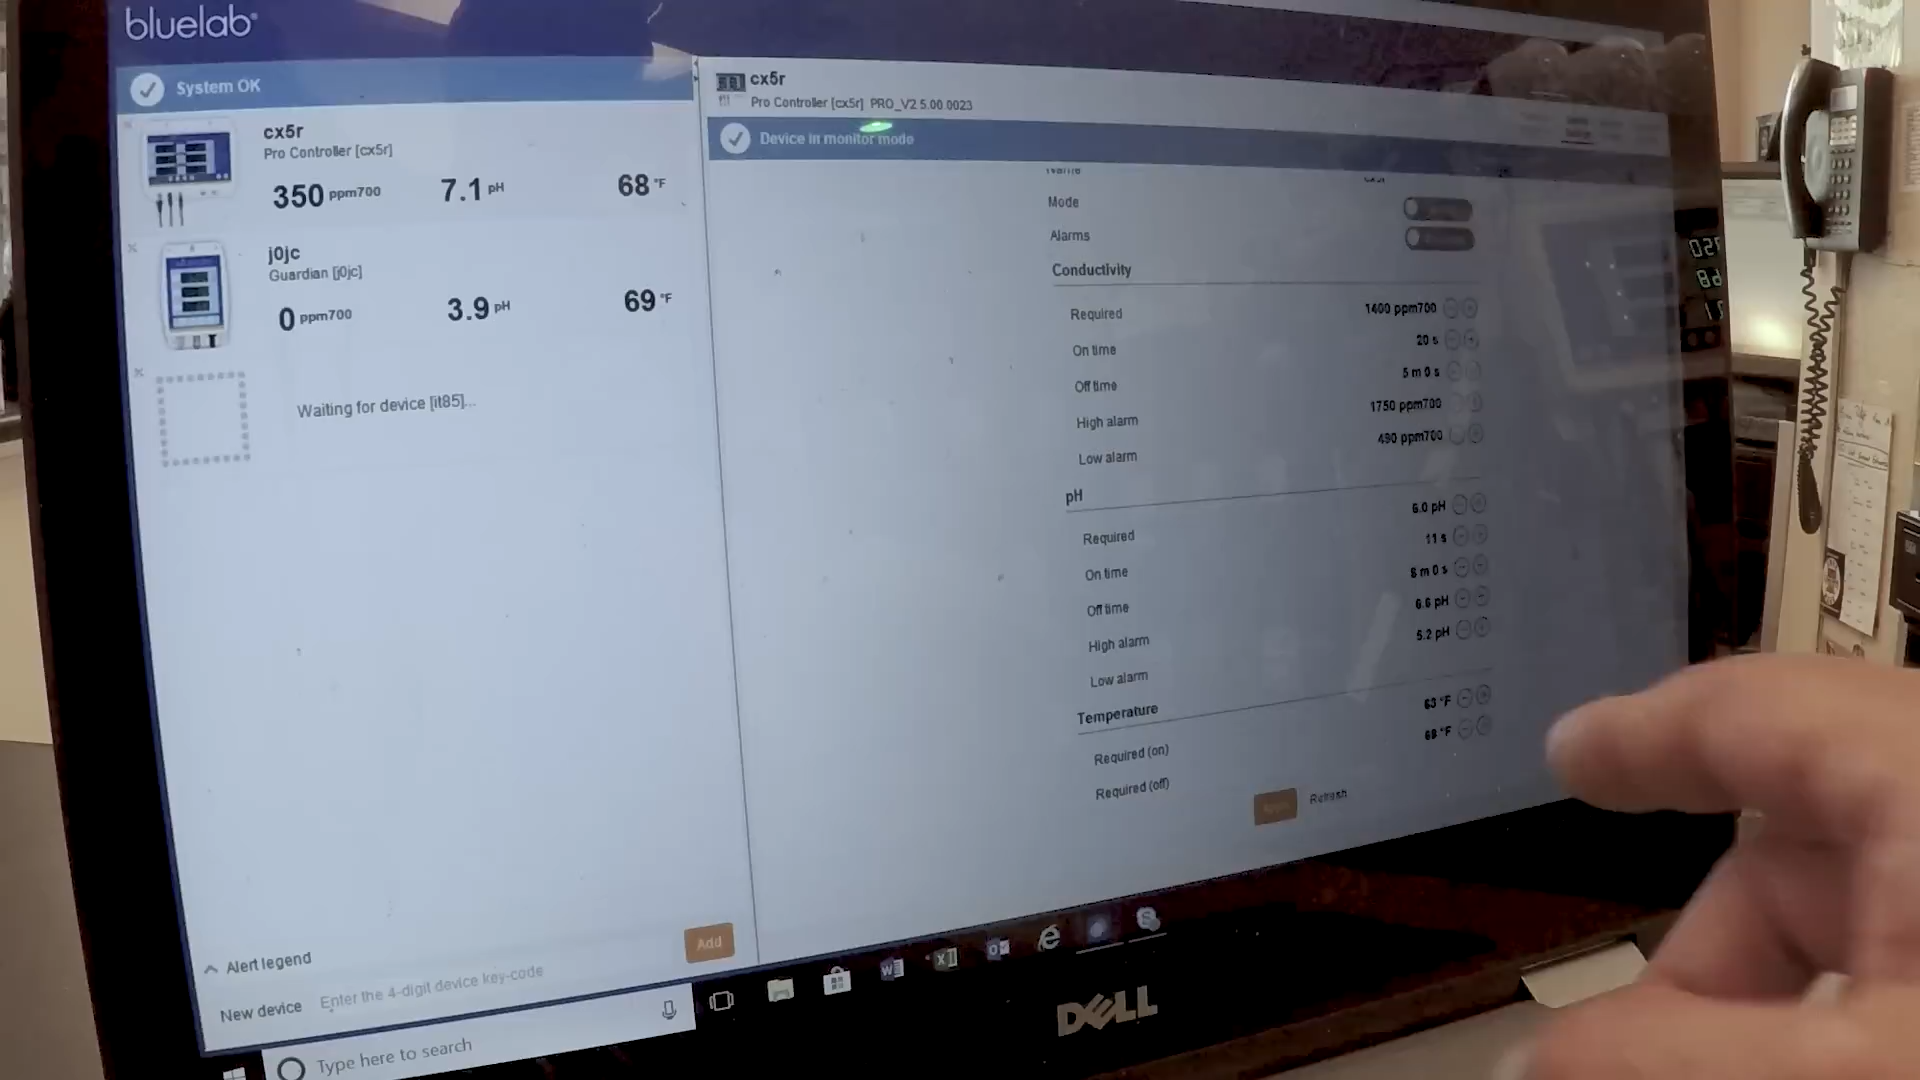 bluelab
System OK
cx5r
Pro Controller [cx5r]
350 ppm700 7.1 pH 68 °F
j0jc
Guardian [j0jc]
0 ppm700 3.9 pH 69 °F
Waiting for device [it85]...
Alert legend
Add
New device Enter the 4-digit device key-code
Type here to search
cx5r
Pro Controller [cx5r] PRO_V2 5.00.0023
Device in monitor mode
Name cx5r
Mode
Alarms
Conductivity
Required 1400 ppm700
On time 20 s
Off time 5 m 0 s
High alarm 1750 ppm700
Low alarm 490 ppm700
pH
Required 6.0 pH
On time 11 s
Off time 8 m 0 s
High alarm 6.6 pH
Low alarm 5.2 pH
Temperature
Required (on) 63 °F
Required (off) 68 °F
Refresh
DELL